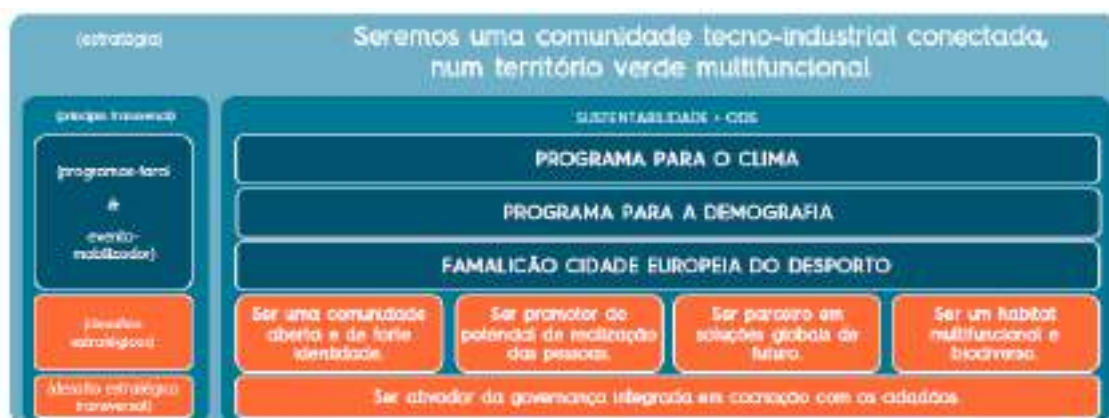 (estratégia)
Seremos uma comunidade tecno-industrial conectada,
num território verde multifuncional
(princípio transversal)
SUSTENTABILIDADE + ODS
(programas-farol
&
evento-
mobilizador)
PROGRAMA PARA O CLIMA
PROGRAMA PARA A DEMOGRAFIA
FAMALICÃO CIDADE EUROPEIA DO DESPORTO
(desafios
estratégicos)
Ser uma comunidade
aberta e de forte
identidade.
Ser promotor do
potencial de realização
das pessoas.
Ser parceiro em
soluções globais de
futuro.
Ser um habitat
multifuncional e
biodiverso.
(desafio estratégico
transversal)
Ser ativador da governança integrada em cocriação com os cidadãos